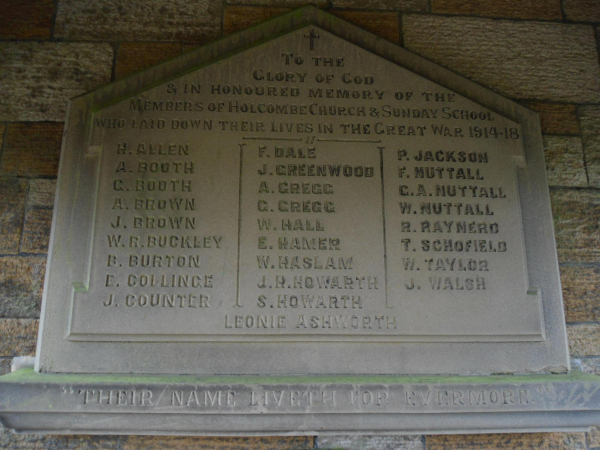 TO THE
GLORY OF GOD
& IN HONOURED MEMORY OF THE
MEMBERS OF HOLCOMBE CHURCH & SUNDAY SCHOOL
WHO LAID DOWN THEIR LIVES IN THE GREAT WAR 1914-18
H. ALLEN
A. BOOTH
G. BOOTH
A. BROWN
J. BROWN
W. R. BUCKLEY
B. BURTON
E. COLLINGE
J. COUNTER
F. DALE
J. GREENWOOD
A. GREGG
G. GREGG
W. HALL
E. HAMER
W. HASLAM
J. H. HOWARTH
S. HOWARTH
P. JACKSON
F. NUTTALL
G. A. NUTTALL
W. NUTTALL
R. RAYNERD
T. SCHOFIELD
W. TAYLOR
J. WALSH
LEONIE ASHWORTH
"THEIR NAME LIVETH FOR EVERMORE"